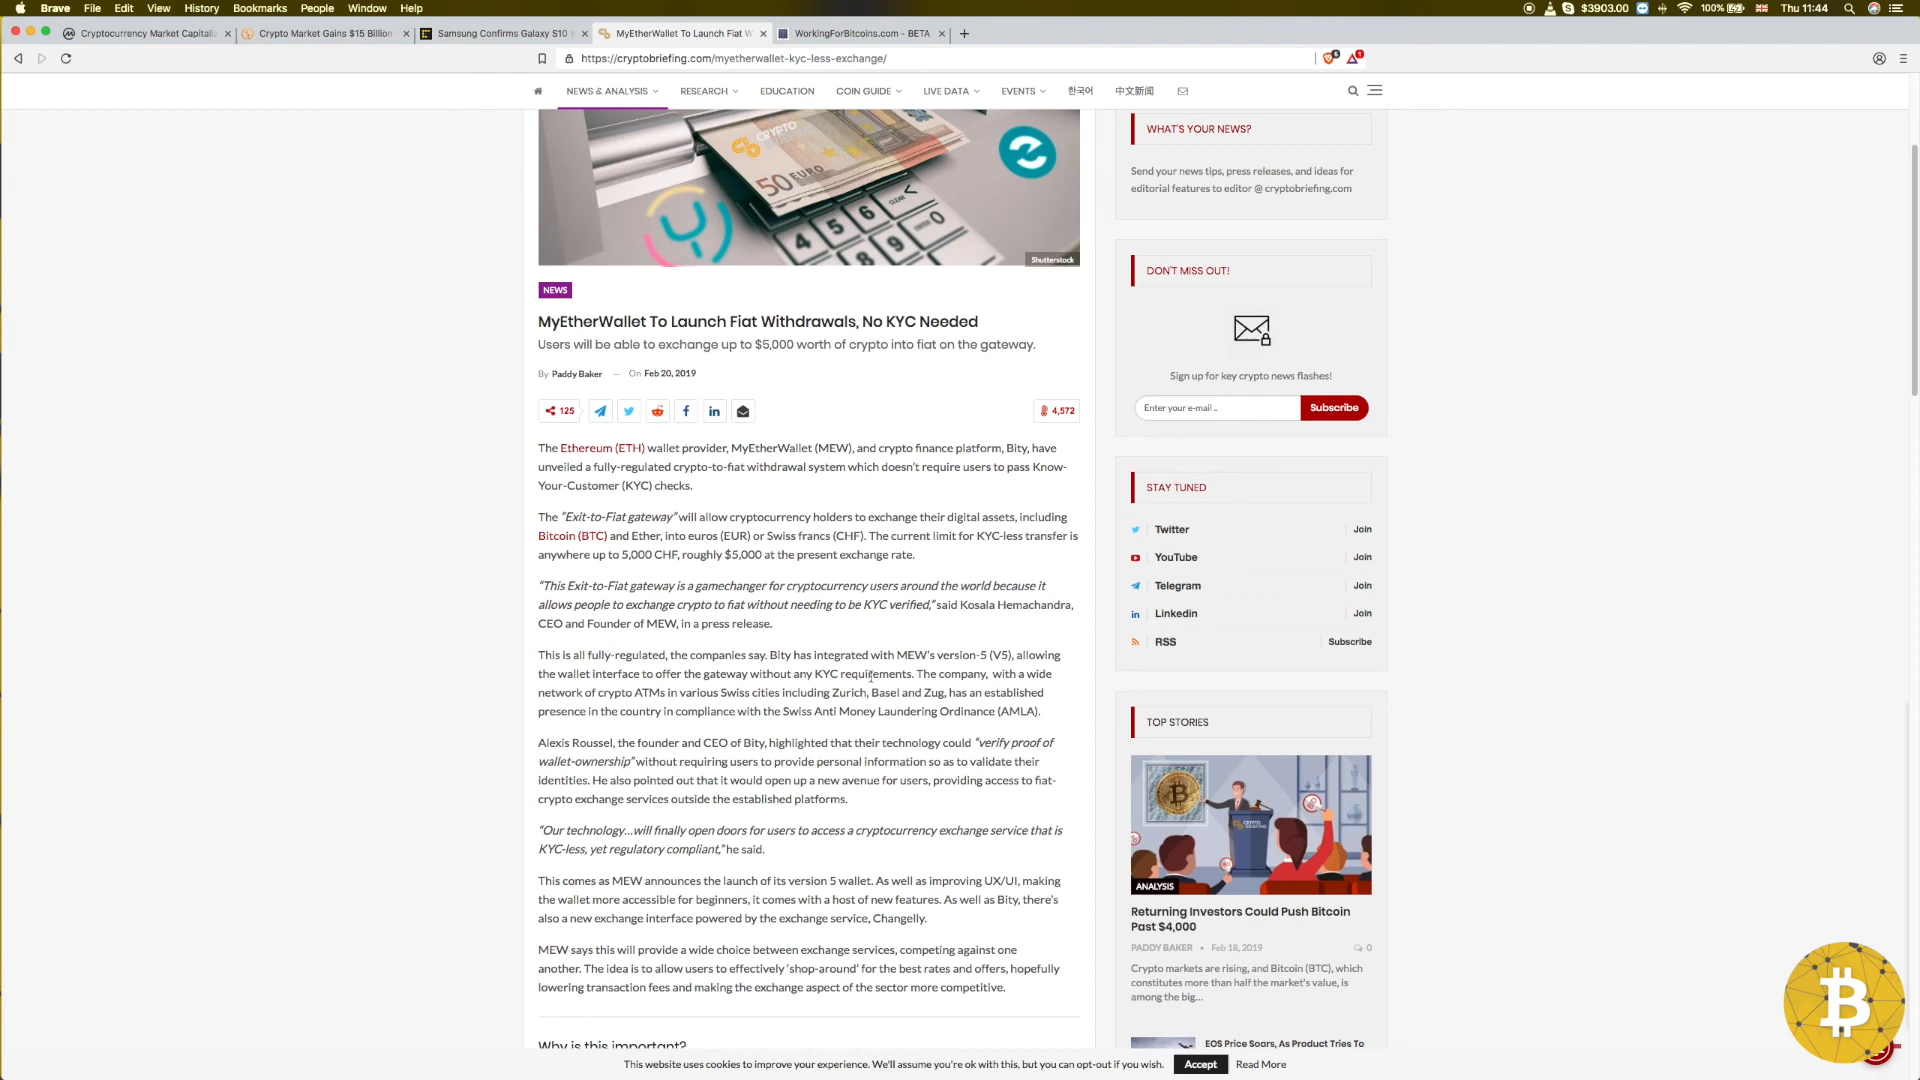 Brave File Edit View History Bookmarks People Window Help $3903.00 100% Thu 11:44
Cryptocurrency Market Capitaliz Crypto Market Gains $15 Billion Samsung Confirms Galaxy S10 MyEtherWallet To Launch Fiat W WorkingForBitcoins.com - BETA
https://cryptobriefing.com/myetherwallet-kyc-less-exchange/
NEWS & ANALYSIS RESEARCH EDUCATION COIN GUIDE LIVE DATA EVENTS 한국어 中文新闻
CRYPTO
50 EURO
CLEAR
4 5 6
0
Shutterstock
NEWS
MyEtherWallet To Launch Fiat Withdrawals, No KYC Needed
Users will be able to exchange up to $5,000 worth of crypto into fiat on the gateway.
By Paddy Baker — On Feb 20, 2019
125
4,572
The Ethereum (ETH) wallet provider, MyEtherWallet (MEW), and crypto finance platform, Bity, have
unveiled a fully-regulated crypto-to-fiat withdrawal system which doesn't require users to pass Know-
Your-Customer (KYC) checks.
The “Exit-to-Fiat gateway” will allow cryptocurrency holders to exchange their digital assets, including
Bitcoin (BTC) and Ether, into euros (EUR) or Swiss francs (CHF). The current limit for KYC-less transfer is
anywhere up to 5,000 CHF, roughly $5,000 at the present exchange rate.
“This Exit-to-Fiat gateway is a gamechanger for cryptocurrency users around the world because it
allows people to exchange crypto to fiat without needing to be KYC verified,” said Kosala Hemachandra,
CEO and Founder of MEW, in a press release.
This is all fully-regulated, the companies say. Bity has integrated with MEW's version-5 (V5), allowing
the wallet interface to offer the gateway without any KYC requirements. The company, with a wide
network of crypto ATMs in various Swiss cities including Zurich, Basel and Zug, has an established
presence in the country in compliance with the Swiss Anti Money Laundering Ordinance (AMLA).
Alexis Roussel, the founder and CEO of Bity, highlighted that their technology could “verify proof of
wallet-ownership” without requiring users to provide personal information so as to validate their
identities. He also pointed out that it would open up a new avenue for users, providing access to fiat-
crypto exchange services outside the established platforms.
“Our technology…will finally open doors for users to access a cryptocurrency exchange service that is
KYC-less, yet regulatory compliant,” he said.
This comes as MEW announces the launch of its version 5 wallet. As well as improving UX/UI, making
the wallet more accessible for beginners, it comes with a host of new features. As well as Bity, there's
also a new exchange interface powered by the exchange service, Changelly.
MEW says this will provide a wide choice between exchange services, competing against one
another. The idea is to allow users to effectively 'shop-around' for the best rates and offers, hopefully
lowering transaction fees and making the exchange aspect of the sector more competitive.
Why is this important?
WHAT'S YOUR NEWS?
Send your news tips, press releases, and ideas for
editorial features to editor @ cryptobriefing.com
DON'T MISS OUT!
Sign up for key crypto news flashes!
Enter your e-mail .. Subscribe
STAY TUNED
Twitter Join
YouTube Join
Telegram Join
Linkedin Join
RSS Subscribe
TOP STORIES
ANALYSIS
Returning Investors Could Push Bitcoin
Past $4,000
PADDY BAKER • Feb 18, 2019 0
Crypto markets are rising, and Bitcoin (BTC), which
constitutes more than half the market's value, is
among the big...
EOS Price Soars, As Product Tries To
This website uses cookies to improve your experience. We'll assume you're ok with this, but you can opt-out if you wish. Accept Read More